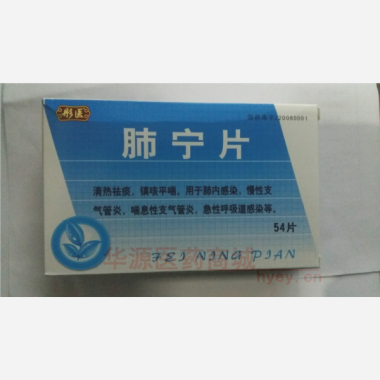 彤医
肺宁片
清热祛痰，镇咳平喘。用于肺内感染，慢性支
气管炎，喘息性支气管炎，急性呼吸道感染等。
54片
FEI NING PIAN
华源医药商城
hyey.cn